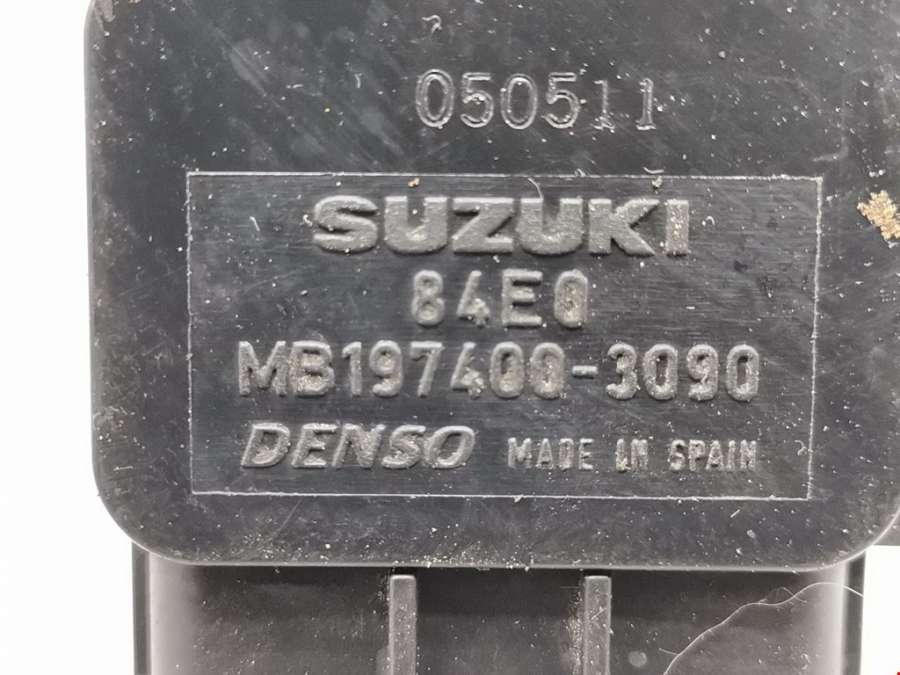 050511
SUZUKI
84E0
MB197400-3090
DENSO MADE IN SPAIN